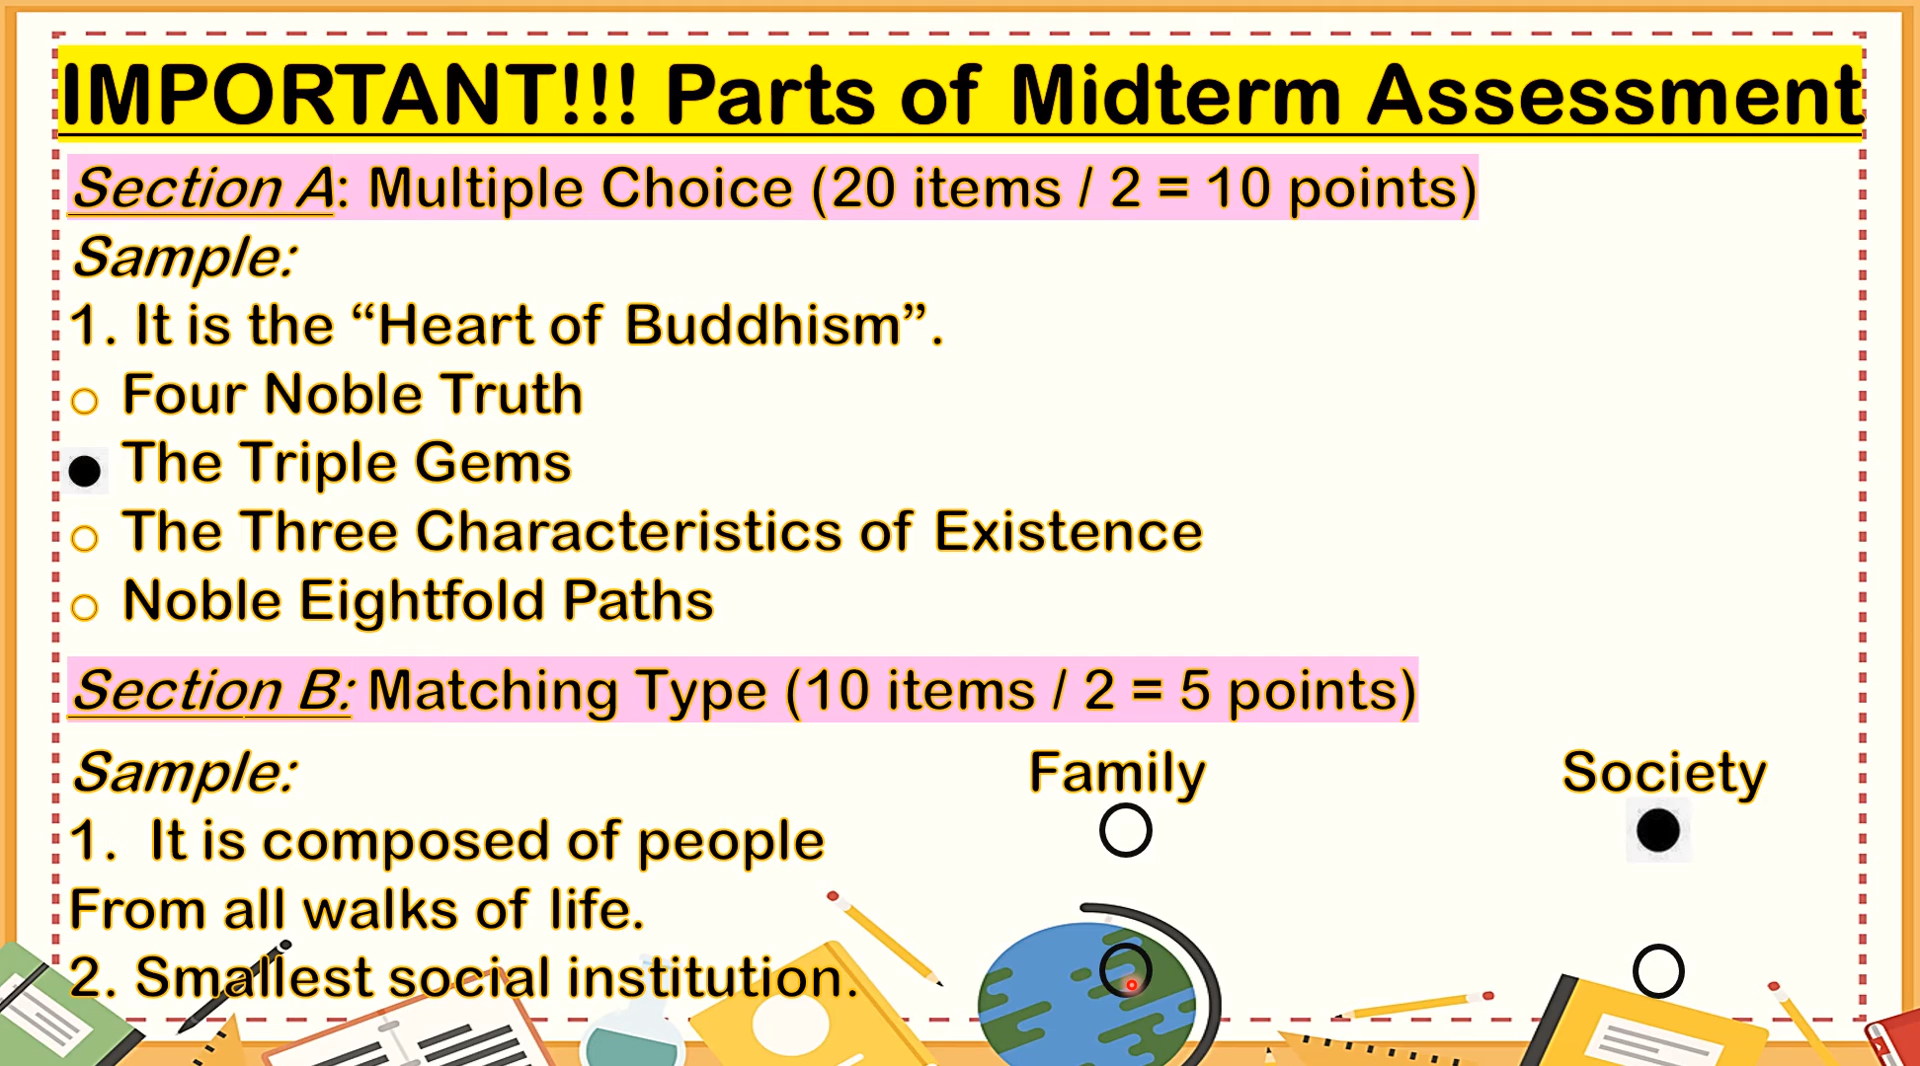 IMPORTANT!!! Parts of Midterm Assessment
Section A: Multiple Choice (20 items / 2 = 10 points)
Sample:
1. It is the “Heart of Buddhism”.
Four Noble Truth
The Triple Gems
The Three Characteristics of Existence
Noble Eightfold Paths
Section B: Matching Type (10 items / 2 = 5 points)
Sample: Family Society
1. It is composed of people
From all walks of life.
2. Smallest social institution.